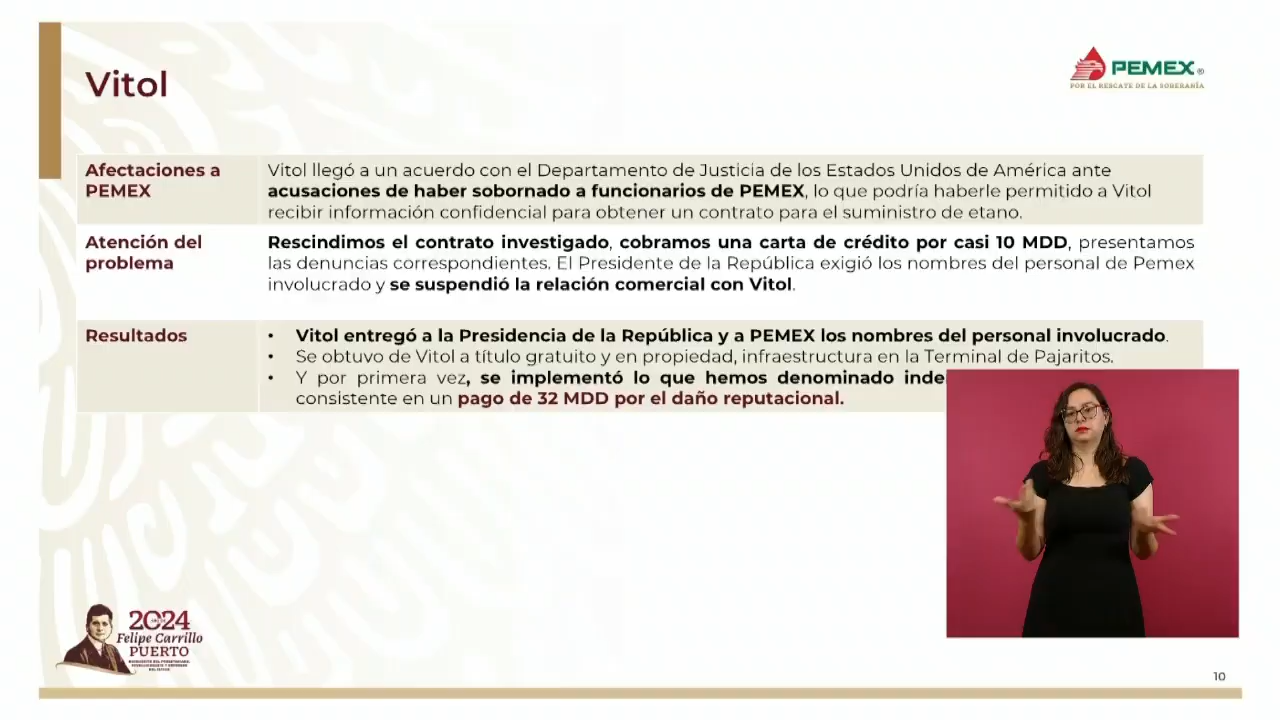 Vitol
PEMEX®
POR EL RESCATE DE LA SOBERANÍA
Afectaciones a
PEMEX
Vitol llegó a un acuerdo con el Departamento de Justicia de los Estados Unidos de América ante
acusaciones de haber sobornado a funcionarios de PEMEX, lo que podría haberle permitido a Vitol
recibir información confidencial para obtener un contrato para el suministro de etano.
Atención del
problema
Rescindimos el contrato investigado, cobramos una carta de crédito por casi 10 MDD, presentamos
las denuncias correspondientes. El Presidente de la República exigió los nombres del personal de Pemex
involucrado y se suspendió la relación comercial con Vitol.
Resultados
• Vitol entregó a la Presidencia de la República y a PEMEX los nombres del personal involucrado.
• Se obtuvo de Vitol a título gratuito y en propiedad, infraestructura en la Terminal de Pajaritos.
• Y por primera vez, se implementó lo que hemos denominado
consistente en un pago de 32 MDD por el daño reputacional.
2024
Felipe Carrillo
PUERTO
10